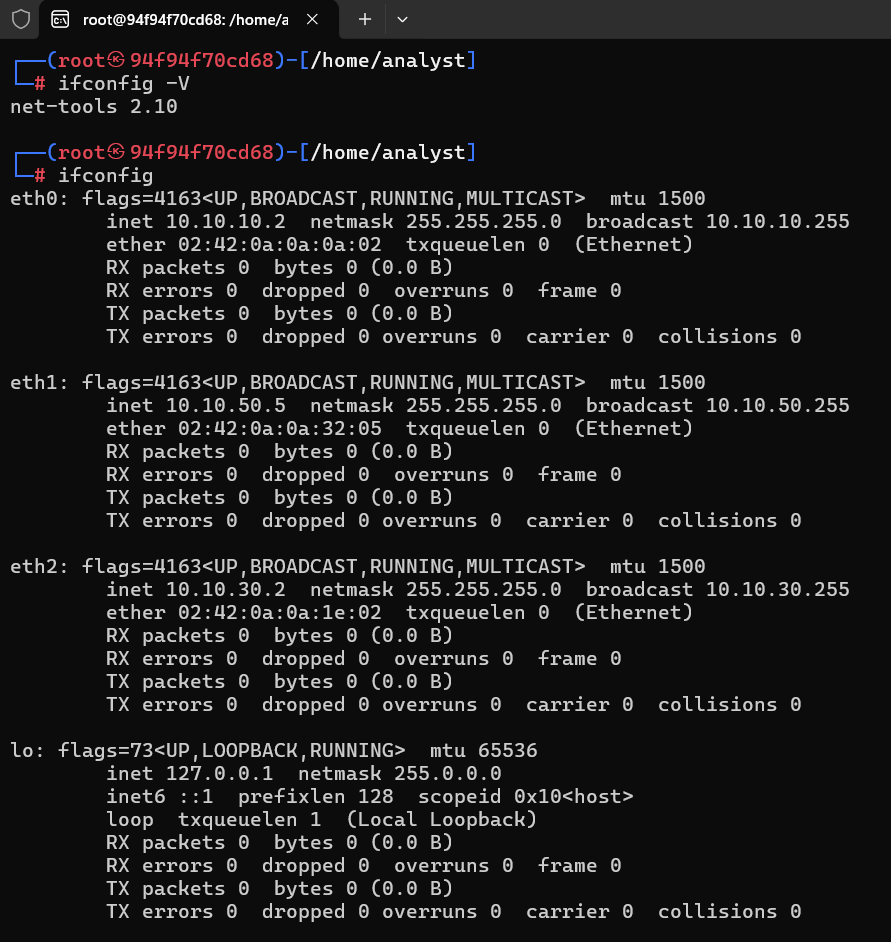 root@94f94f70cd68: /home/a
┌──(root㉿94f94f70cd68)-[/home/analyst]
└─# ifconfig -V
net-tools 2.10
┌──(root㉿94f94f70cd68)-[/home/analyst]
└─# ifconfig
eth0: flags=4163<UP,BROADCAST,RUNNING,MULTICAST>  mtu 1500
        inet 10.10.10.2  netmask 255.255.255.0  broadcast 10.10.10.255
        ether 02:42:0a:0a:0a:02  txqueuelen 0  (Ethernet)
        RX packets 0  bytes 0 (0.0 B)
        RX errors 0  dropped 0  overruns 0  frame 0
        TX packets 0  bytes 0 (0.0 B)
        TX errors 0  dropped 0 overruns 0  carrier 0  collisions 0
eth1: flags=4163<UP,BROADCAST,RUNNING,MULTICAST>  mtu 1500
        inet 10.10.50.5  netmask 255.255.255.0  broadcast 10.10.50.255
        ether 02:42:0a:0a:32:05  txqueuelen 0  (Ethernet)
        RX packets 0  bytes 0 (0.0 B)
        RX errors 0  dropped 0  overruns 0  frame 0
        TX packets 0  bytes 0 (0.0 B)
        TX errors 0  dropped 0 overruns 0  carrier 0  collisions 0
eth2: flags=4163<UP,BROADCAST,RUNNING,MULTICAST>  mtu 1500
        inet 10.10.30.2  netmask 255.255.255.0  broadcast 10.10.30.255
        ether 02:42:0a:0a:1e:02  txqueuelen 0  (Ethernet)
        RX packets 0  bytes 0 (0.0 B)
        RX errors 0  dropped 0  overruns 0  frame 0
        TX packets 0  bytes 0 (0.0 B)
        TX errors 0  dropped 0 overruns 0  carrier 0  collisions 0
lo: flags=73<UP,LOOPBACK,RUNNING>  mtu 65536
        inet 127.0.0.1  netmask 255.0.0.0
        inet6 ::1  prefixlen 128  scopeid 0x10<host>
        loop  txqueuelen 1  (Local Loopback)
        RX packets 0  bytes 0 (0.0 B)
        RX errors 0  dropped 0  overruns 0  frame 0
        TX packets 0  bytes 0 (0.0 B)
        TX errors 0  dropped 0 overruns 0  carrier 0  collisions 0